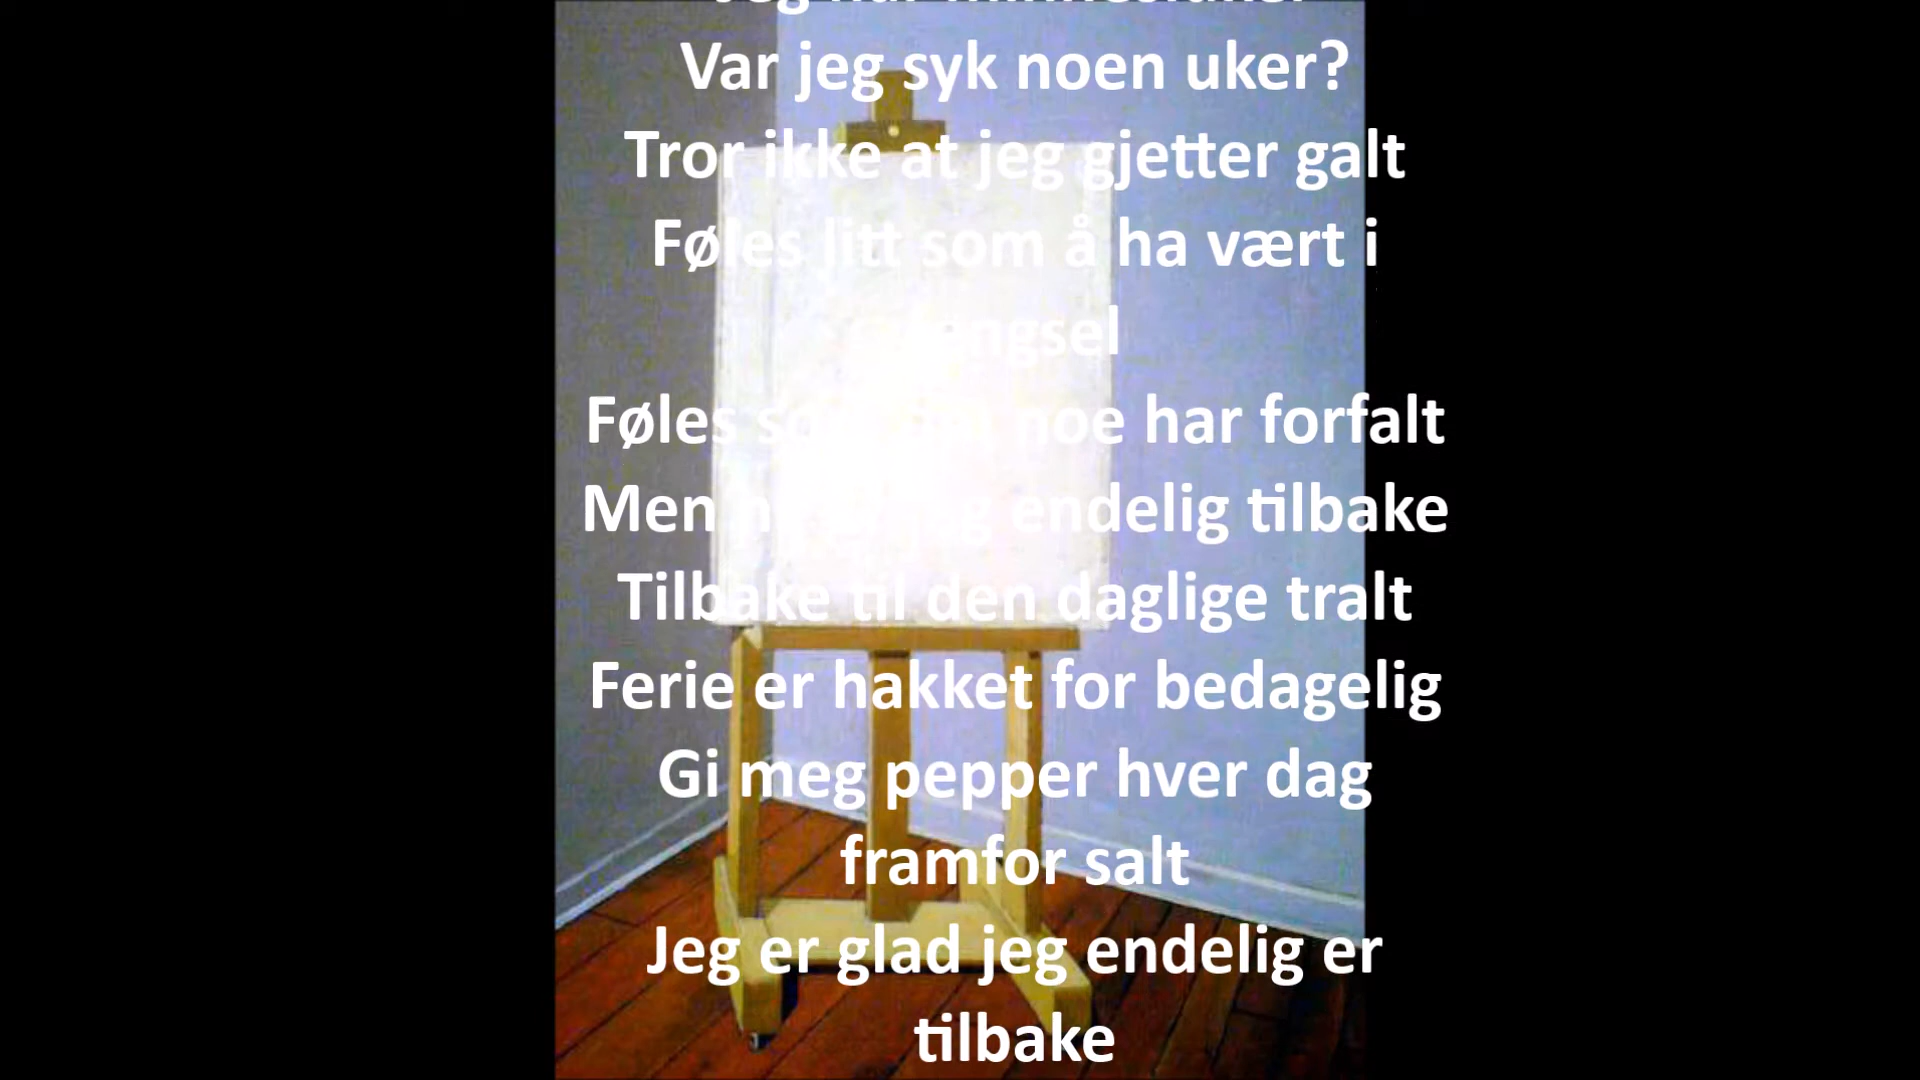 Var jeg syk noen uker?
Tror ikke at jeg gjetter galt
Føles litt som å ha vært i
Føles som noe har forfalt
Men jeg endelig tilbake
Tilbake til den daglige tralt
Ferie er hakket for bedagelig
Gi meg pepper hver dag
framfor salt
Jeg er glad jeg endelig er
tilbake